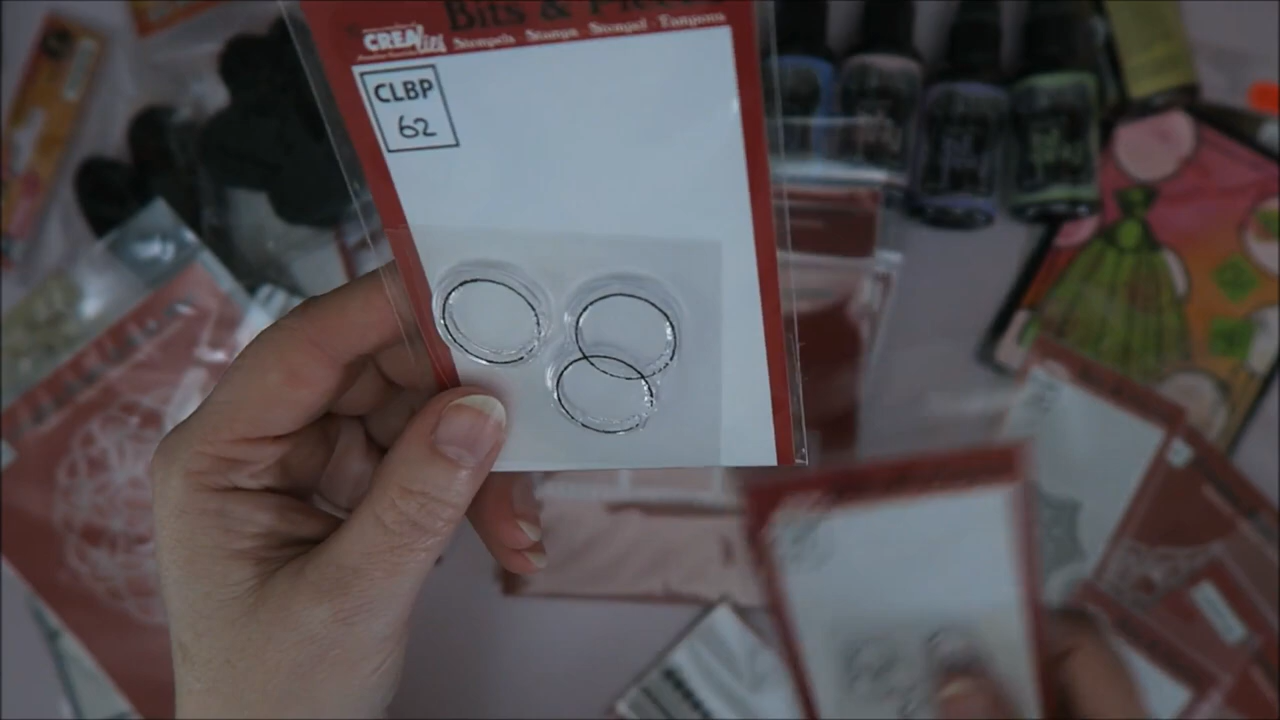 Bits & Pieces
CREAlies Stempels · Stamps · Stempel · Tampons
CLBP
62